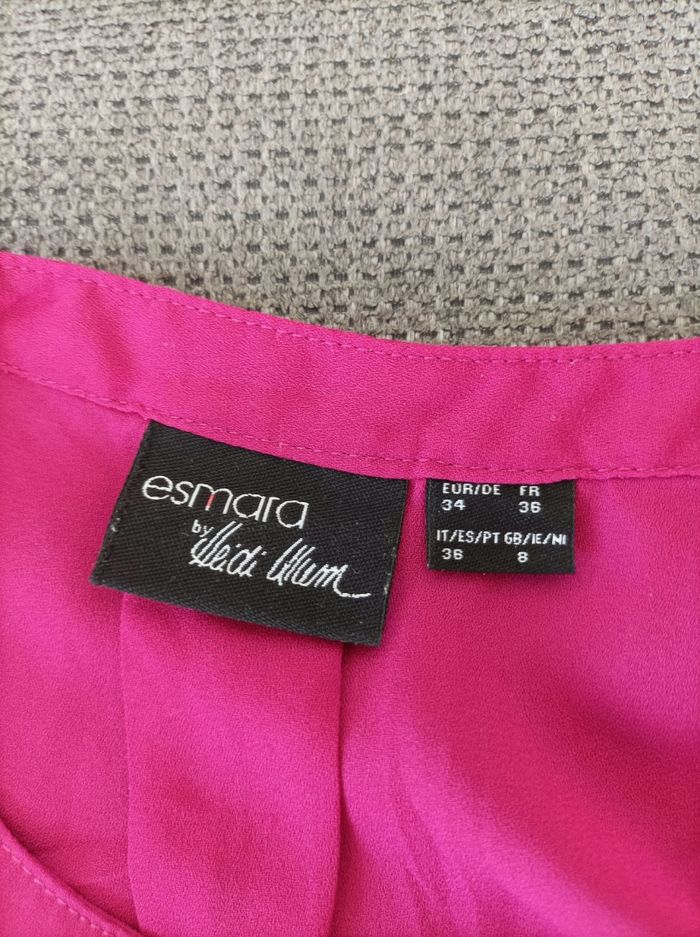 esmara
by Heidi Klum
EUR/DE FR
34 36
IT/ES/PT GB/IE/NI
36 8